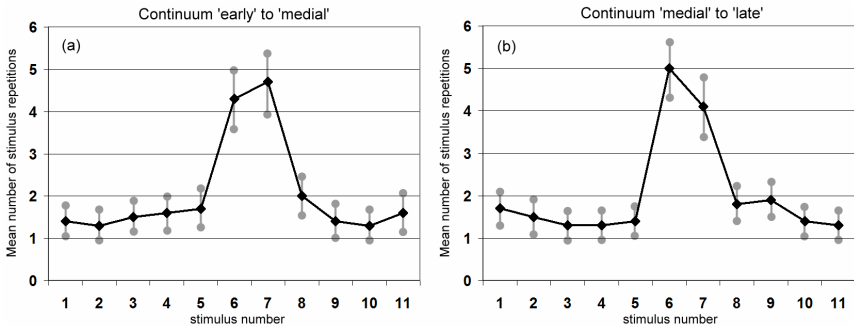 Continuum 'early' to 'medial'
(a)
Mean number of stimulus repetitions
6
5
4
3
2
1
0
1 2 3 4 5 6 7 8 9 10 11
stimulus number
Continuum 'medial' to 'late'
(b)
Mean number of stimulus repetitions
6
5
4
3
2
1
0
1 2 3 4 5 6 7 8 9 10 11
stimulus number